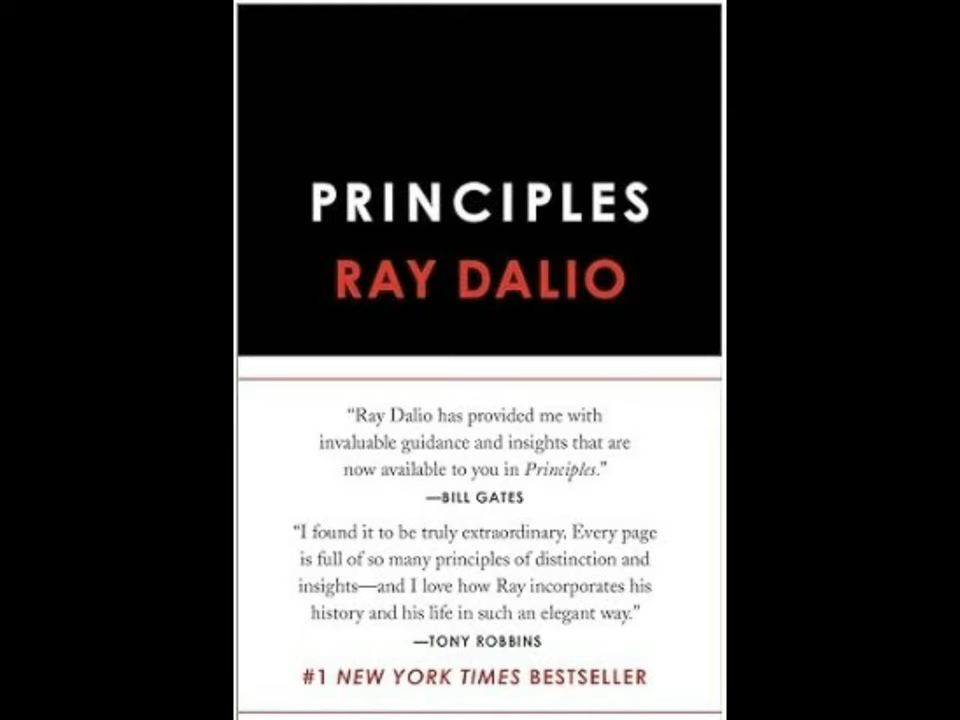 PRINCIPLES
RAY DALIO
“Ray Dalio has provided me with
invaluable guidance and insights that are
now available to you in Principles.”
—BILL GATES
“I found it to be truly extraordinary. Every page
is full of so many principles of distinction and
insights—and I love how Ray incorporates his
history and his life in such an elegant way.”
—TONY ROBBINS
#1 NEW YORK TIMES BESTSELLER